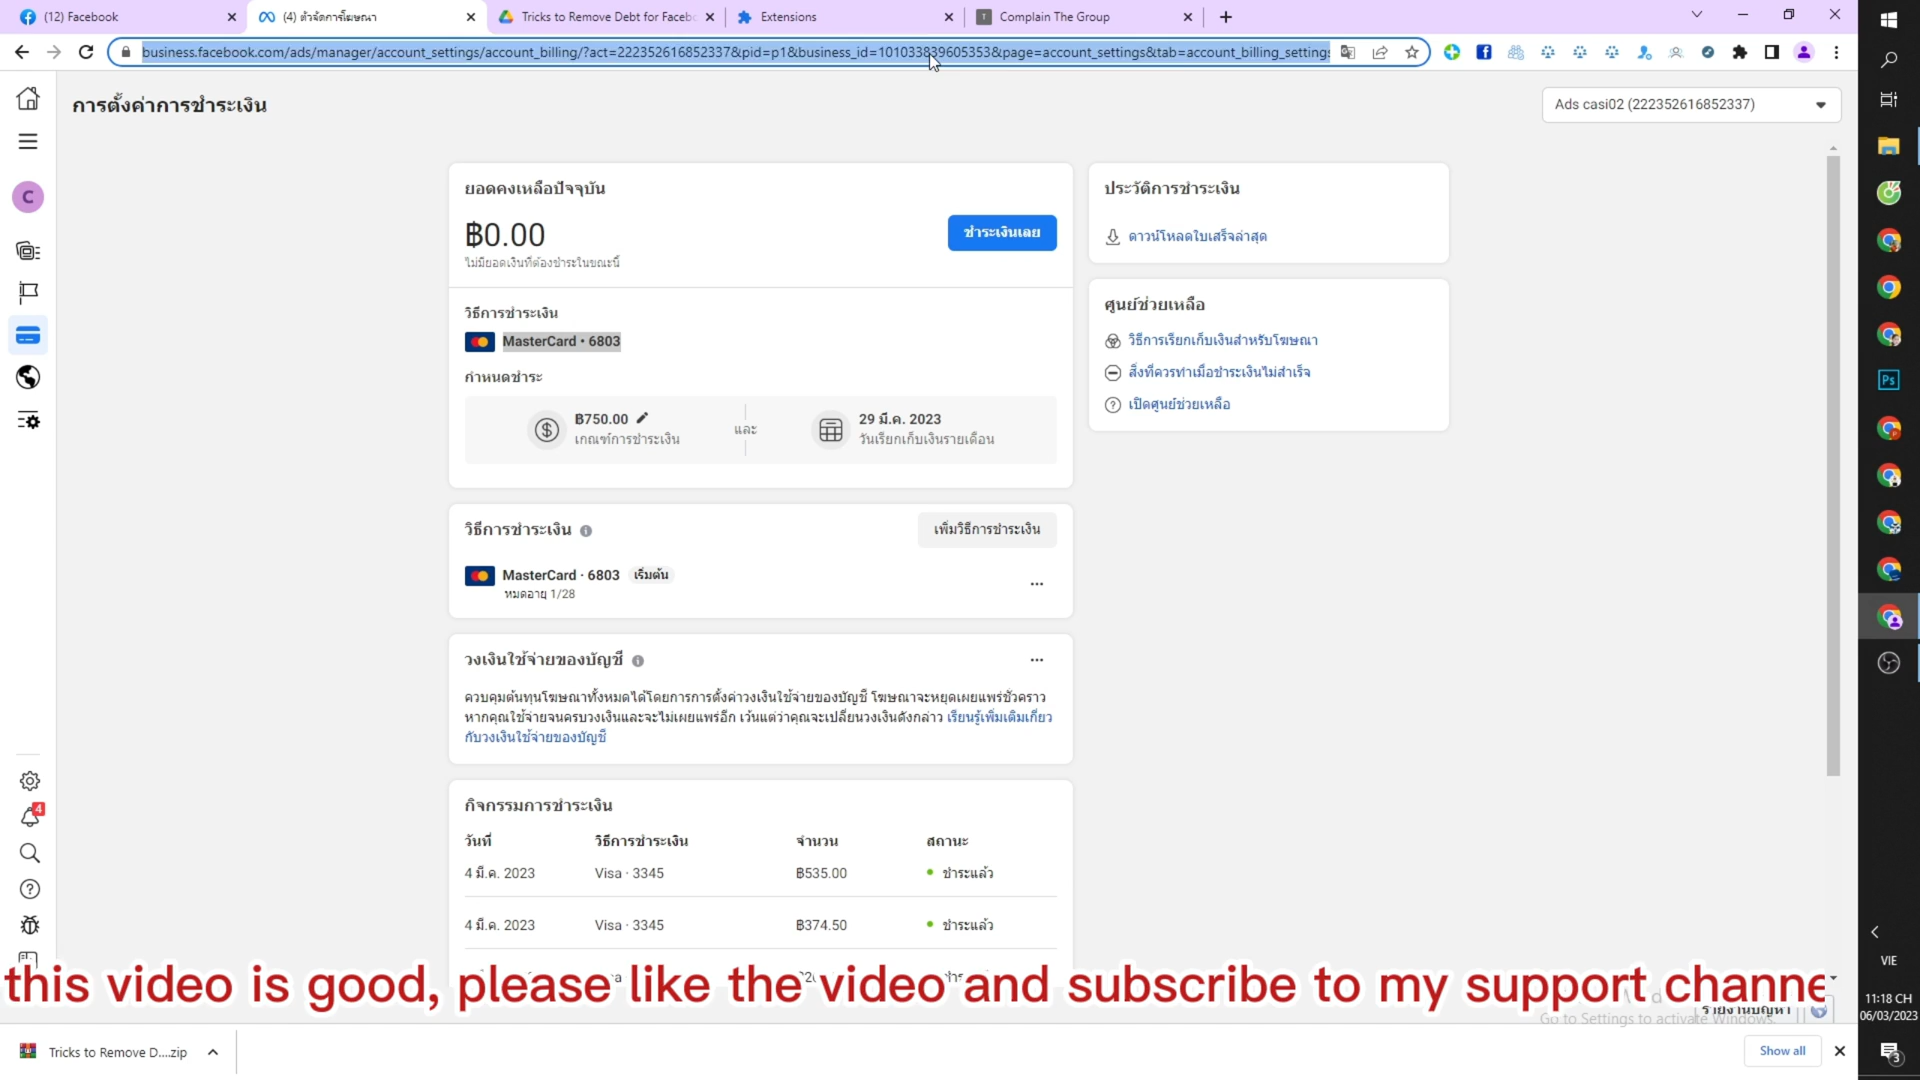 (12) Facebook
(4) ตัวจัดการโฆษณา
Tricks to Remove Debt for Faceb
Extensions
Complain The Group
business.facebook.com/ads/manager/account_settings/account_billing/?act=222352616852337&pid=p1&business_id=101033839605353&page=account_settings&tab=account_billing_settings
การตั้งค่าการชำระเงิน
Ads casi02 (222352616852337)
C
ยอดคงเหลือปัจจุบัน
฿0.00
ชำระเงินเลย
ไม่มียอดเงินที่ต้องชำระในขณะนี้
วิธีการชำระเงิน
MasterCard • 6803
กำหนดชำระ
฿750.00
เกณฑ์การชำระเงิน
และ
29 มี.ค. 2023
วันเรียกเก็บเงินรายเดือน
ประวัติการชำระเงิน
ดาวน์โหลดใบเสร็จล่าสุด
ศูนย์ช่วยเหลือ
วิธีการเรียกเก็บเงินสำหรับโฆษณา
สิ่งที่ควรทำเมื่อชำระเงินไม่สำเร็จ
เปิดศูนย์ช่วยเหลือ
วิธีการชำระเงิน
เพิ่มวิธีการชำระเงิน
MasterCard · 6803 เริ่มต้น
หมดอายุ 1/28
วงเงินใช้จ่ายของบัญชี
ควบคุมต้นทุนโฆษณาทั้งหมดได้โดยการการตั้งค่าวงเงินใช้จ่ายของบัญชี โฆษณาจะหยุดเผยแพร่ชั่วคราว
หากคุณใช้จ่ายจนครบวงเงินและจะไม่เผยแพร่อีก เว้นแต่ว่าคุณจะเปลี่ยนวงเงินดังกล่าว เรียนรู้เพิ่มเติมเกี่ยว
กับวงเงินใช้จ่ายของบัญชี
กิจกรรมการชำระเงิน
วันที่ วิธีการชำระเงิน จำนวน สถานะ
4 มี.ค. 2023 Visa · 3345 ฿535.00 ชำระแล้ว
4 มี.ค. 2023 Visa · 3345 ฿374.50 ชำระแล้ว
4
this video is good, please like the video and subscribe to my support channe
รายงานปัญหา
Go to Settings to activate Windows.
Tricks to Remove D....zip
Show all
Ps
VIE
11:18 CH
06/03/2023
3